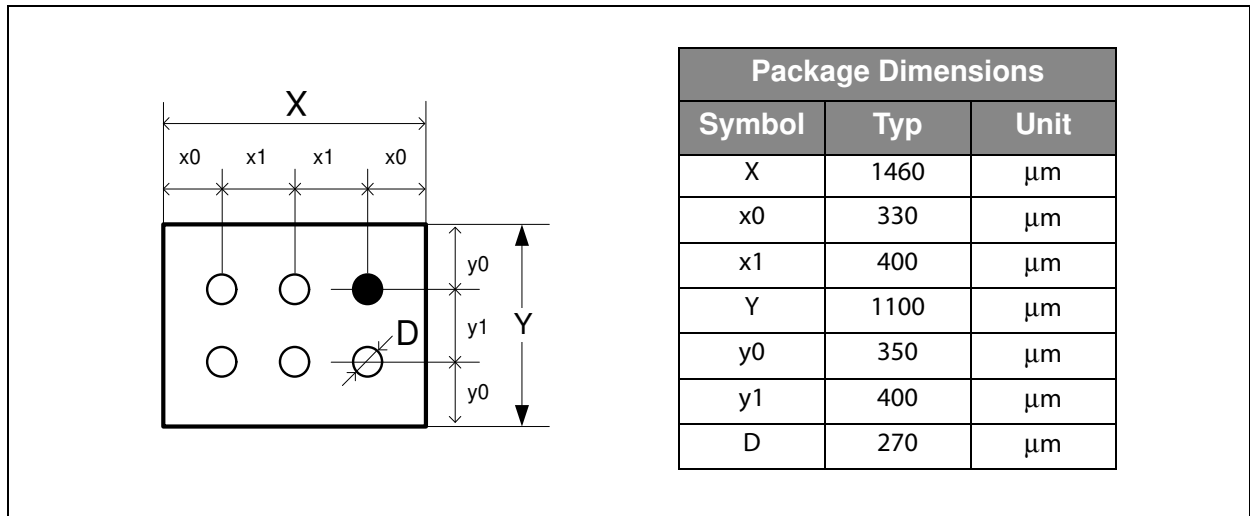 X
x0 x1 x1 x0
y0
y1 Y
D
y0
Package Dimensions
Symbol Typ Unit
X 1460 μm
x0 330 μm
x1 400 μm
Y 1100 μm
y0 350 μm
y1 400 μm
D 270 μm